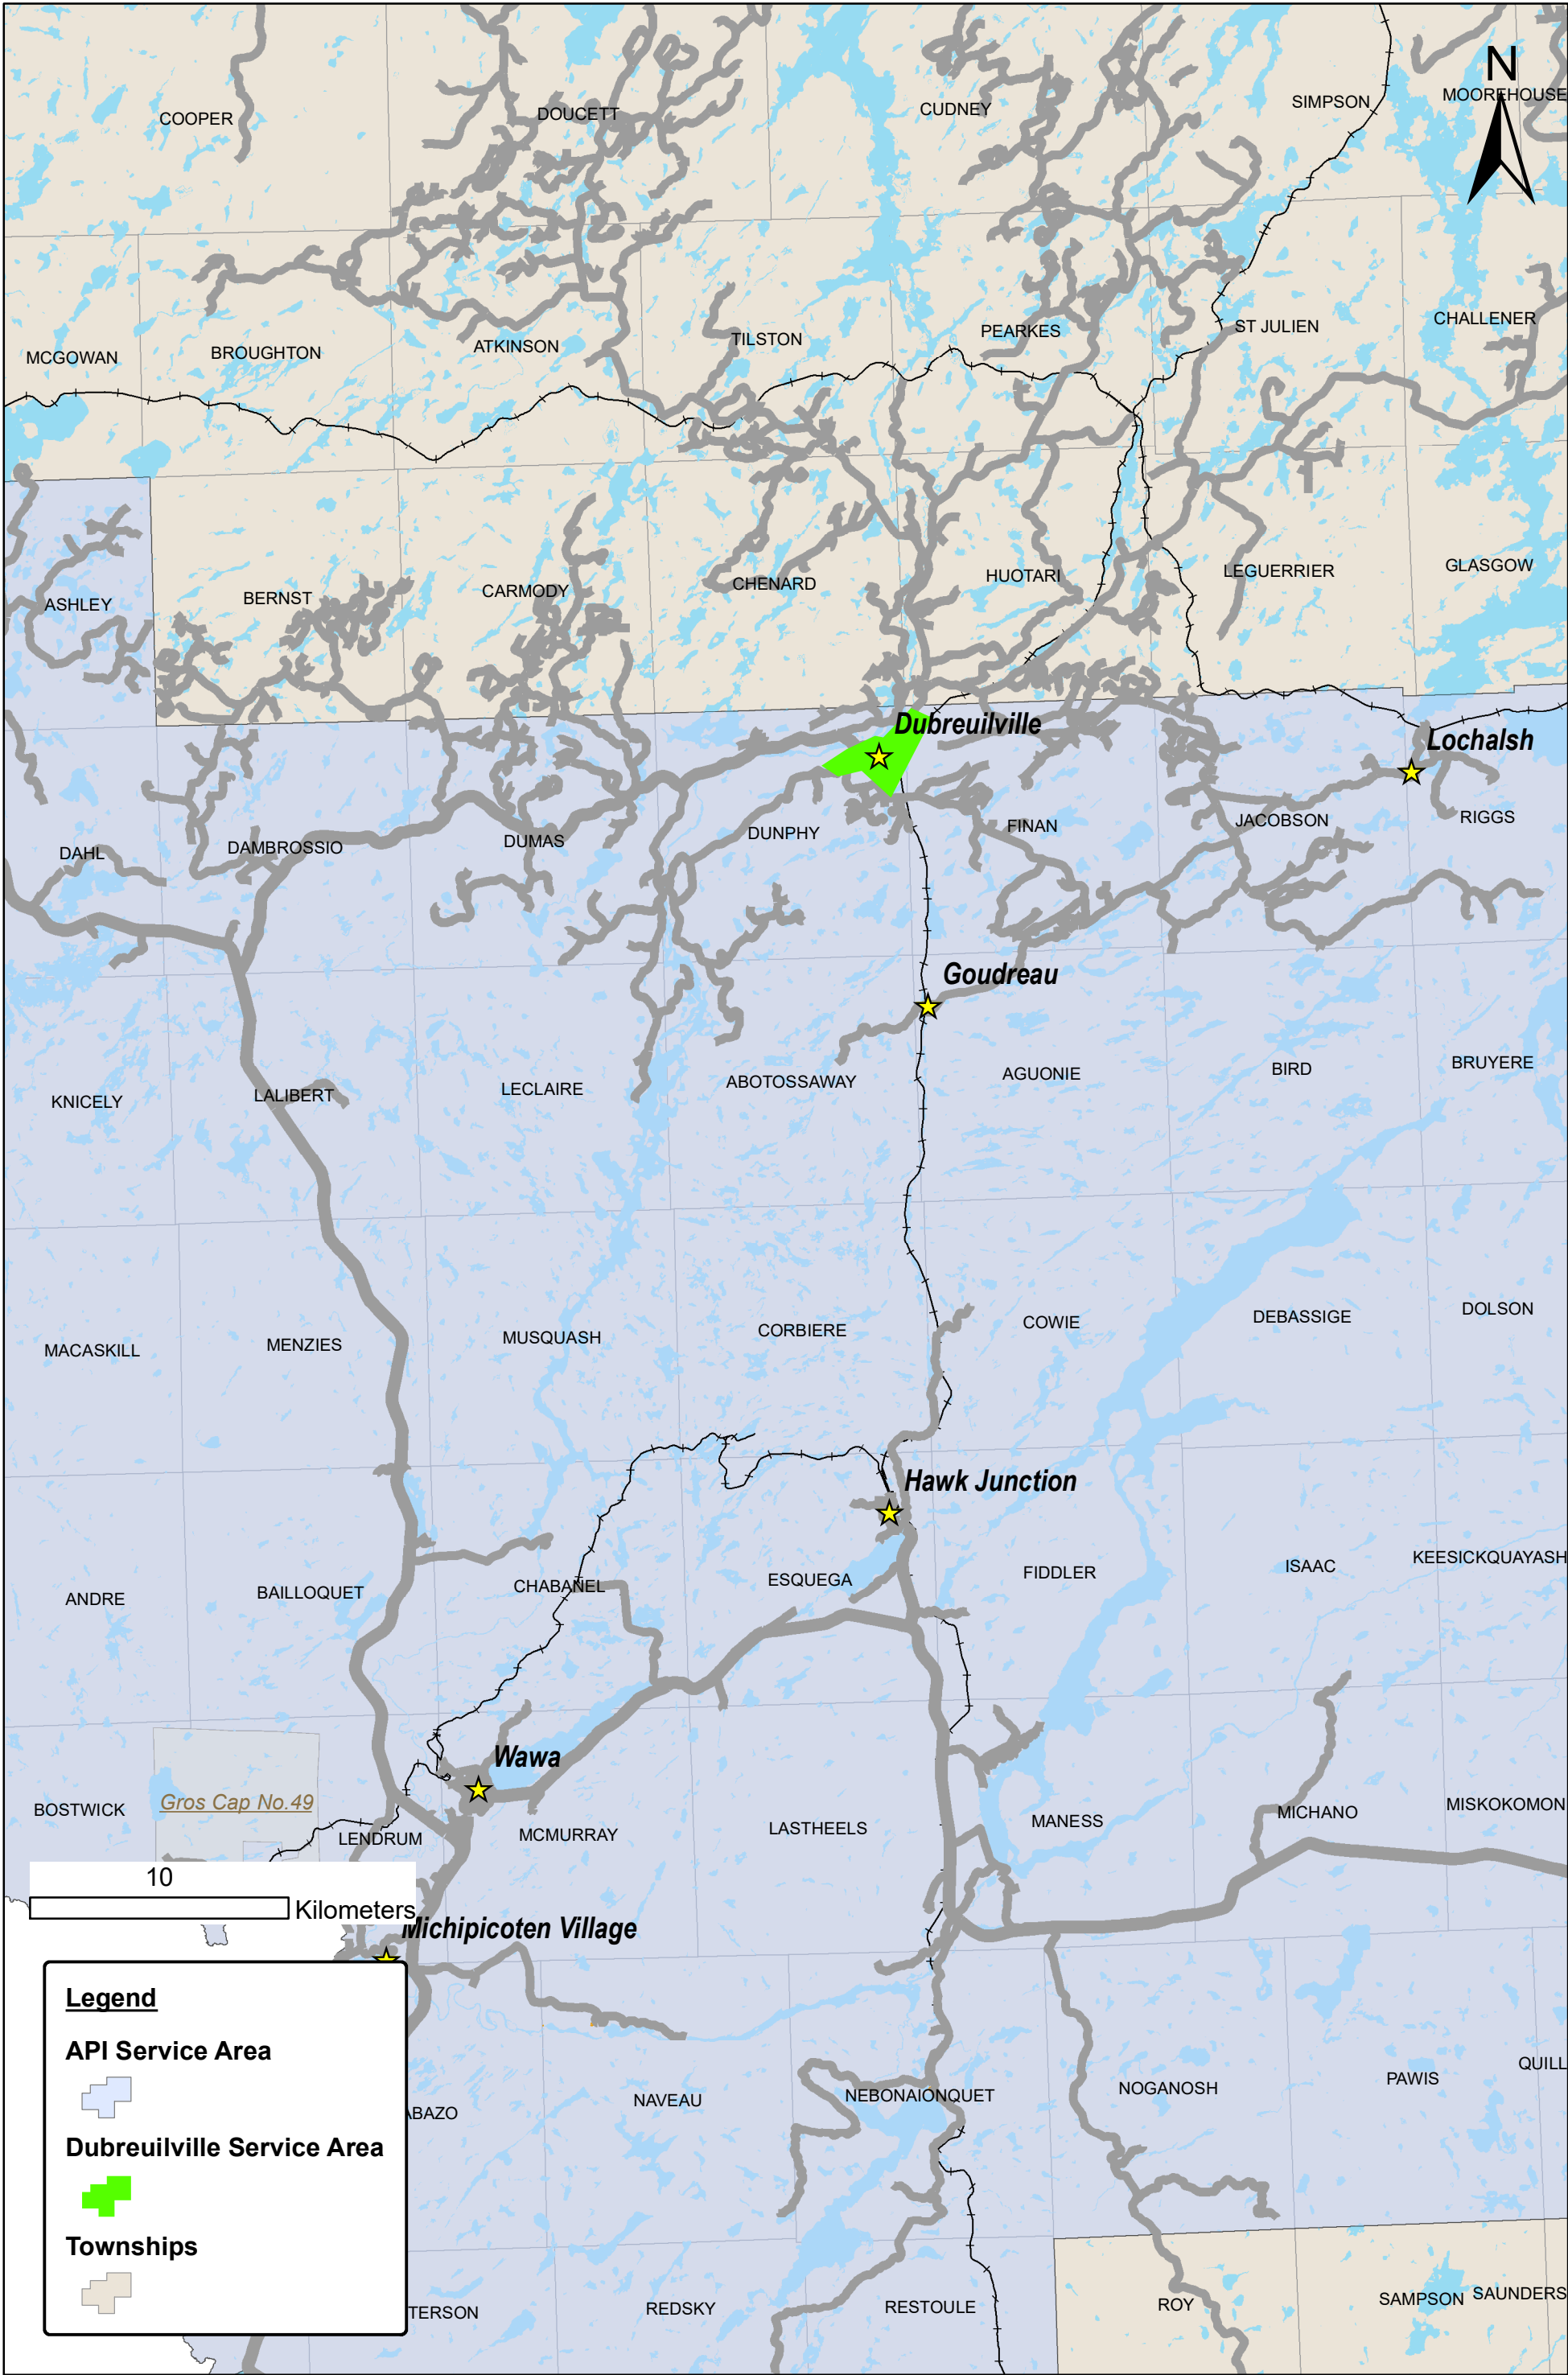 N
MOOREHOUSE
SIMPSON
CUDNEY
DOUCETT
COOPER
ST JULIEN
CHALLENER
PEARKES
TILSTON
ATKINSON
BROUGHTON
MCGOWAN
GLASGOW
LEGUERRIER
HUOTARI
CHENARD
CARMODY
BERNST
ASHLEY
Dubreuilville
Lochalsh
RIGGS
JACOBSON
FINAN
DUNPHY
DUMAS
DAMBROSSIO
DAHL
Goudreau
BRUYERE
BIRD
AGUONIE
ABOTOSSAWAY
LECLAIRE
LALIBERT
KNICELY
DOLSON
DEBASSIGE
COWIE
CORBIERE
MUSQUASH
MENZIES
MACASKILL
Hawk Junction
KEESICKQUAYASH
ISAAC
FIDDLER
ESQUEGA
CHABANEL
BAILLOQUET
ANDRE
Wawa
Gros Cap No.49
BOSTWICK
LENDRUM
MCMURRAY
LASTHEELS
MANESS
MICHANO
MISKOKOMON
10
Kilometers
Michipicoten Village
Legend
API Service Area
Dubreuilville Service Area
Townships
ABAZO
NAVEAU
NEBONAIONQUET
NOGANOSH
PAWIS
QUILL
TERSON
REDSKY
RESTOULE
ROY
SAMPSON
SAUNDERS